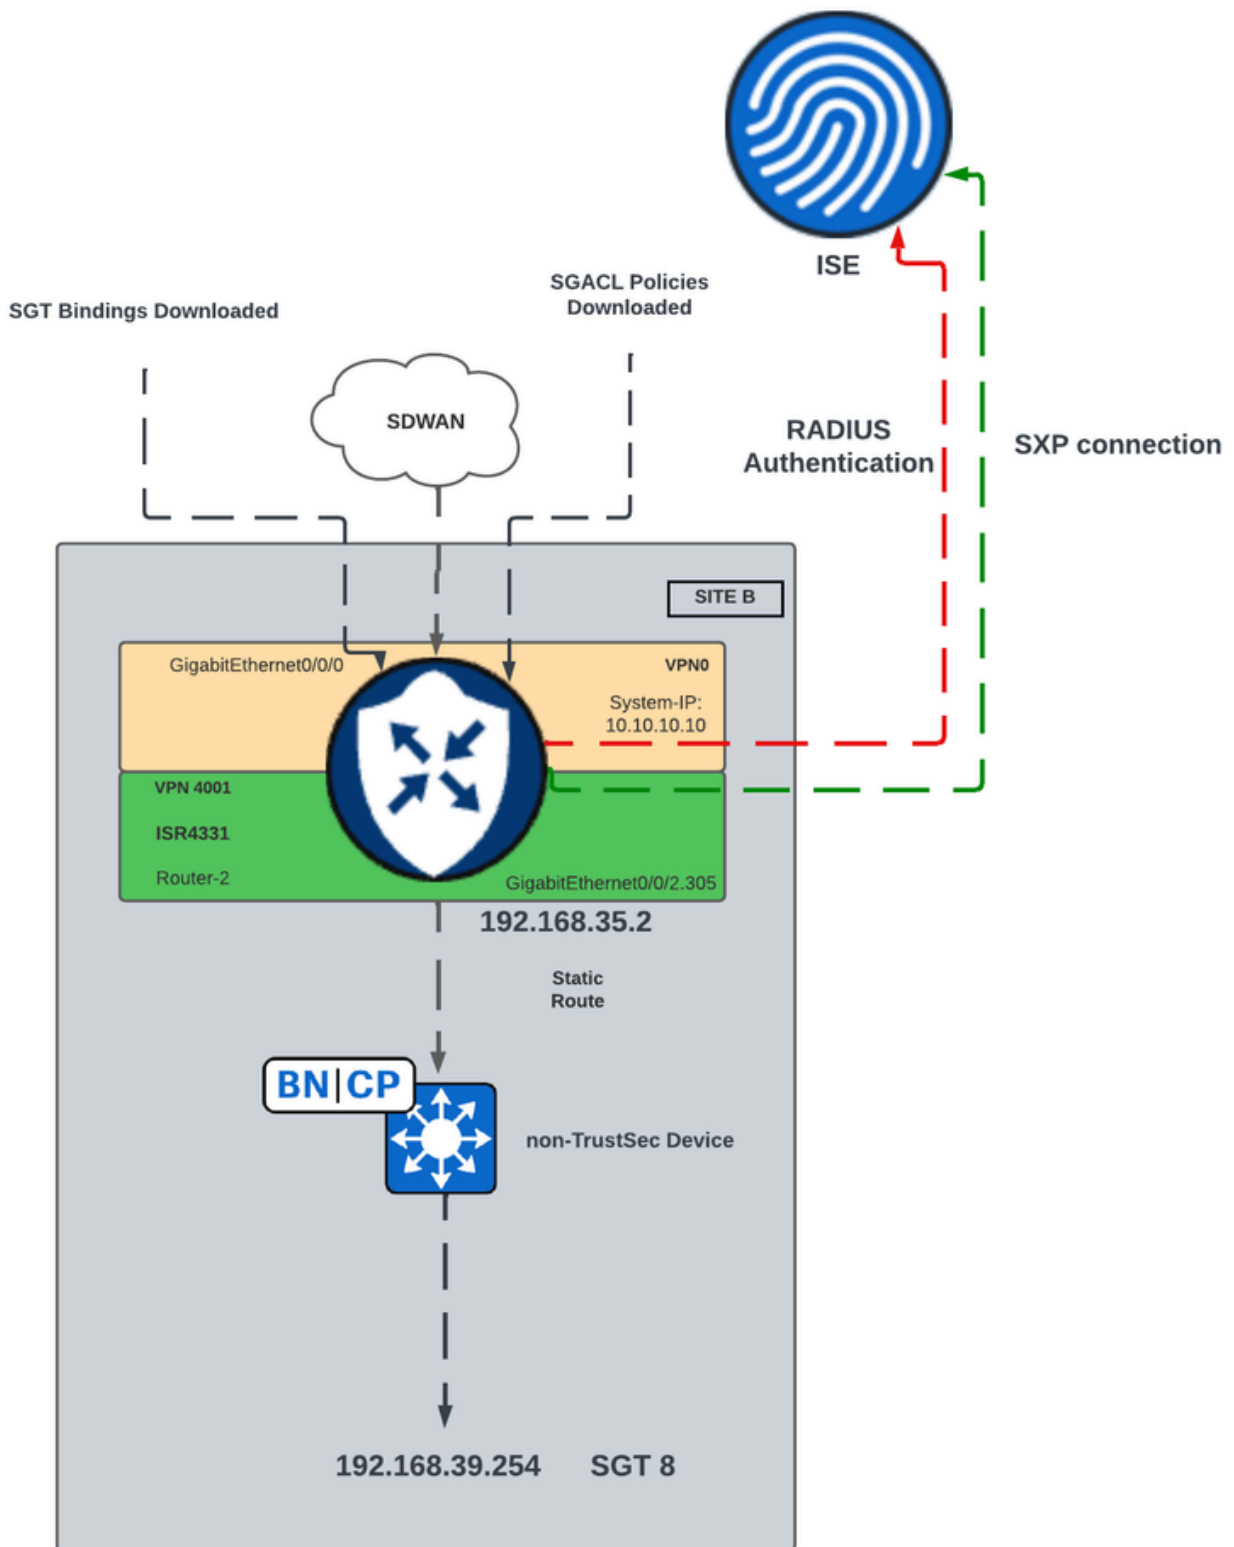 ISE
SGACL Policies
Downloaded
SGT Bindings Downloaded
SDWAN
RADIUS
Authentication
SXP connection
SITE B
GigabitEthernet0/0/0
VPN0
System-IP:
10.10.10.10
VPN 4001
ISR4331
Router-2
GigabitEthernet0/0/2.305
192.168.35.2
Static
Route
BN|CP
non-TrustSec Device
192.168.39.254 SGT 8